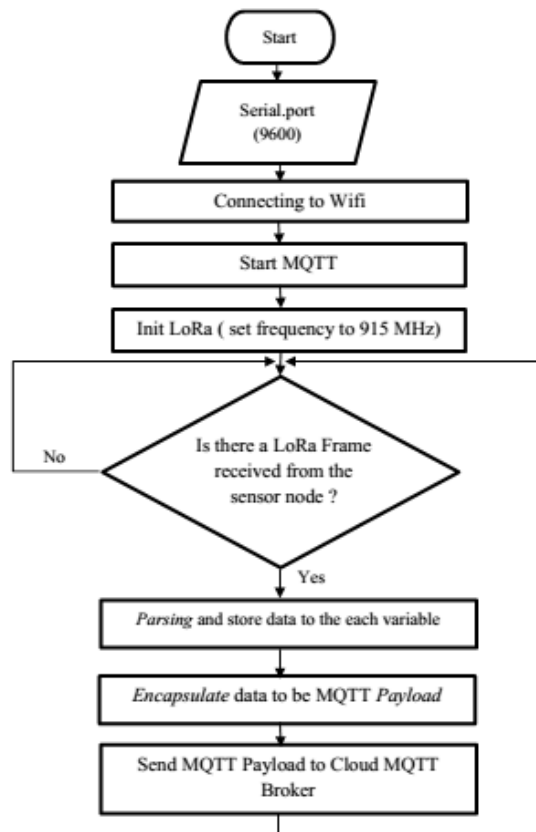 Start
Serial.port
(9600)
Connecting to Wifi
Start MQTT
Init LoRa ( set frequency to 915 MHz)
Is there a LoRa Frame
received from the
sensor node ?
No
Yes
Parsing and store data to the each variable
Encapsulate data to be MQTT Payload
Send MQTT Payload to Cloud MQTT
Broker